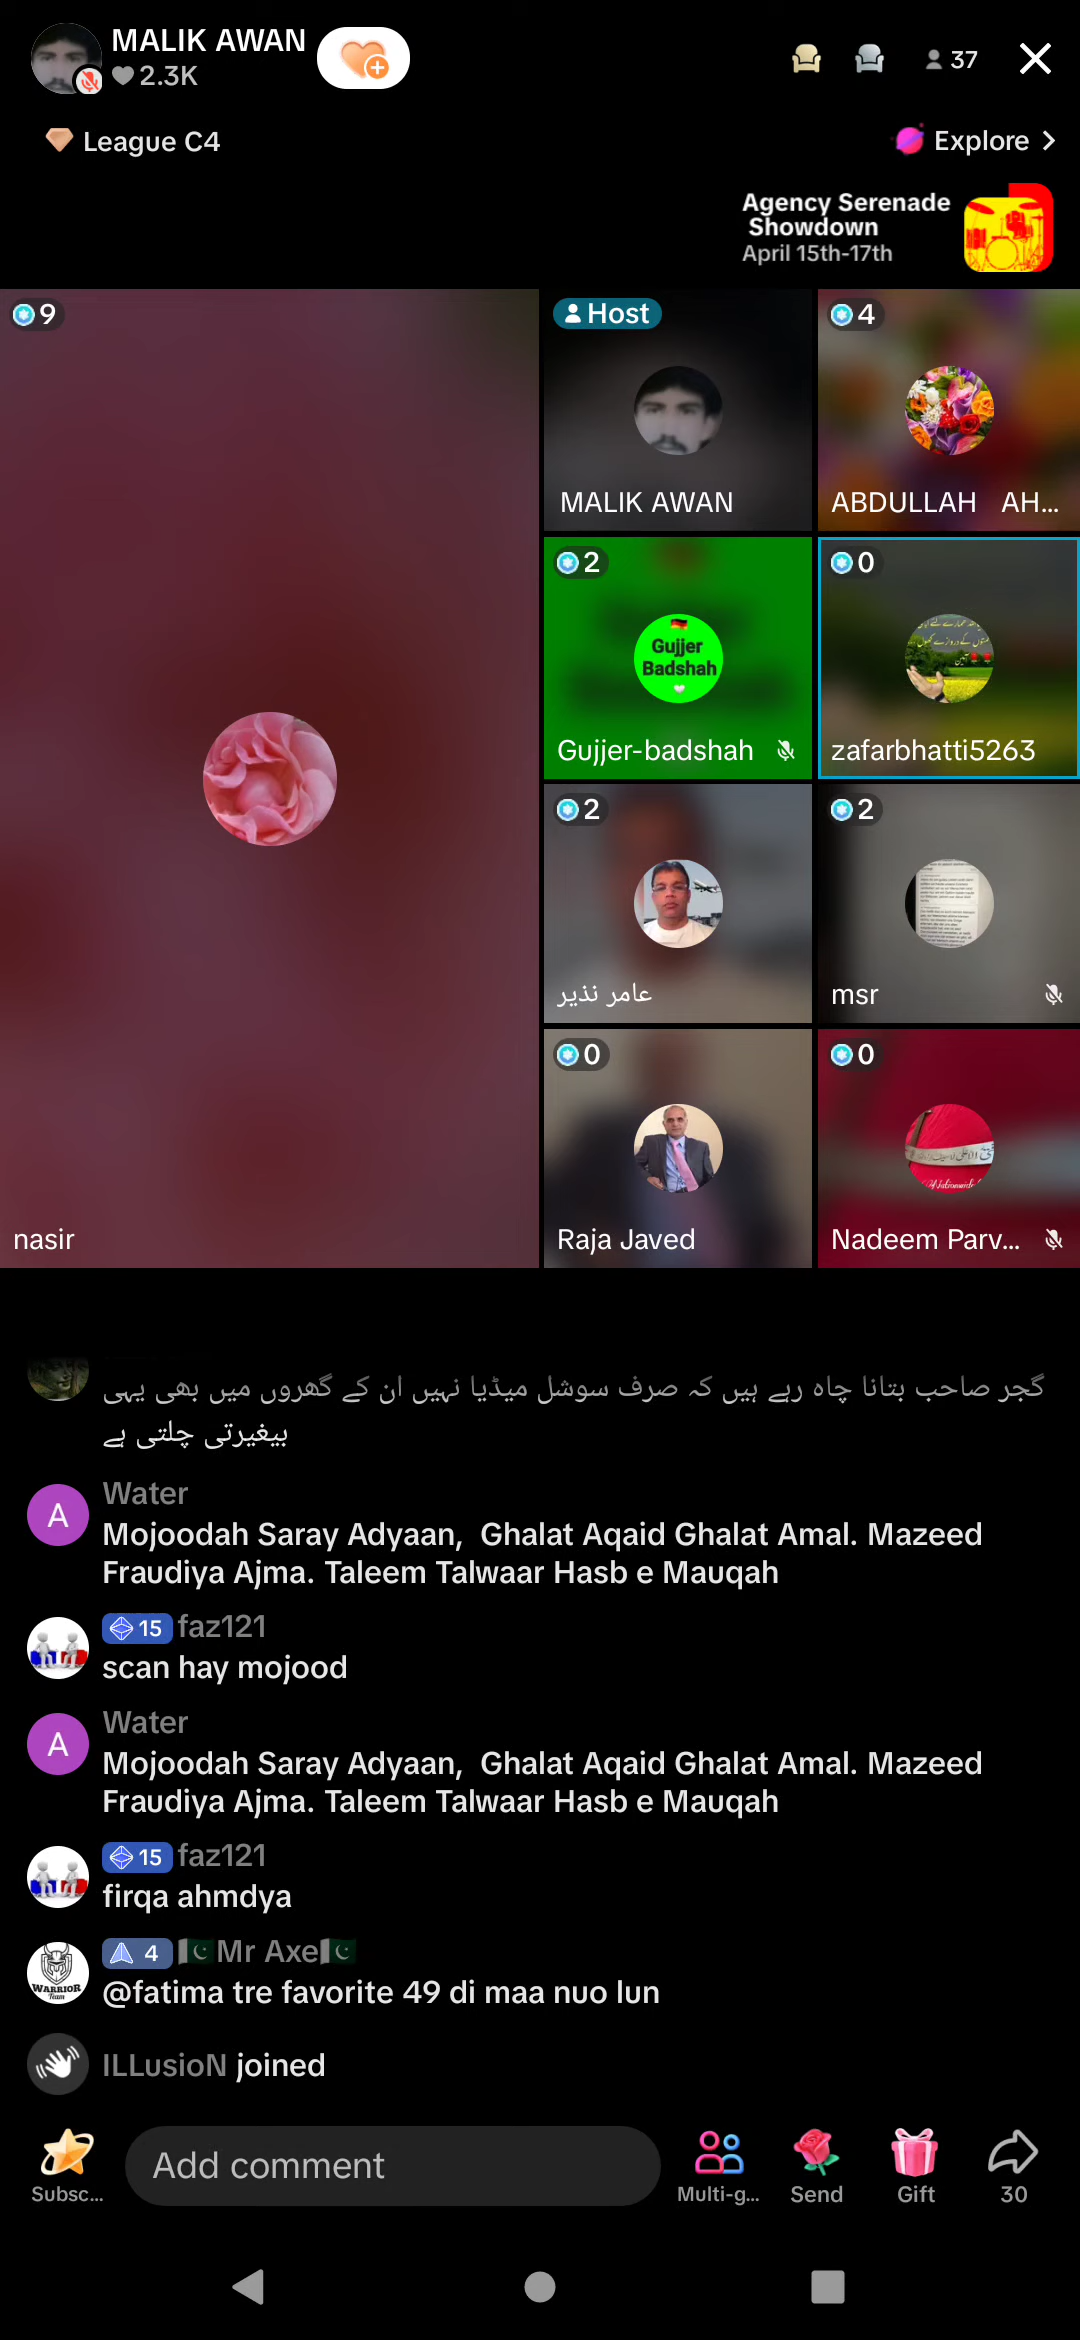 MALIK AWAN
2.3K
37
League C4
Explore
Agency Serenade
Showdown
April 15th-17th
9
nasir
Host
MALIK AWAN
4
ABDULLAH AH...
2
Gujjer
Badshah
Gujjer-badshah
0
zafarbhatti5263
2
عامر نذیر
2
msr
0
Raja Javed
0
Nadeem Parv...
گجر صاحب بتانا چاہ رہے ہیں کہ صرف سوشل میڈیا نہیں ان کے گھروں میں بھی یہی
بیغیرتی چلتی ہے
A
Water
Mojoodah Saray Adyaan, Ghalat Aqaid Ghalat Amal. Mazeed
Fraudiya Ajma. Taleem Talwaar Hasb e Mauqah
15 faz121
scan hay mojood
A
Water
Mojoodah Saray Adyaan, Ghalat Aqaid Ghalat Amal. Mazeed
Fraudiya Ajma. Taleem Talwaar Hasb e Mauqah
15 faz121
firqa ahmdya
WARRIOR
Team
4 🇵🇰Mr Axe🇵🇰
@fatima tre favorite 49 di maa nuo lun
ILLusioN joined
Subsc...
Add comment
Multi-g...
Send
Gift
30